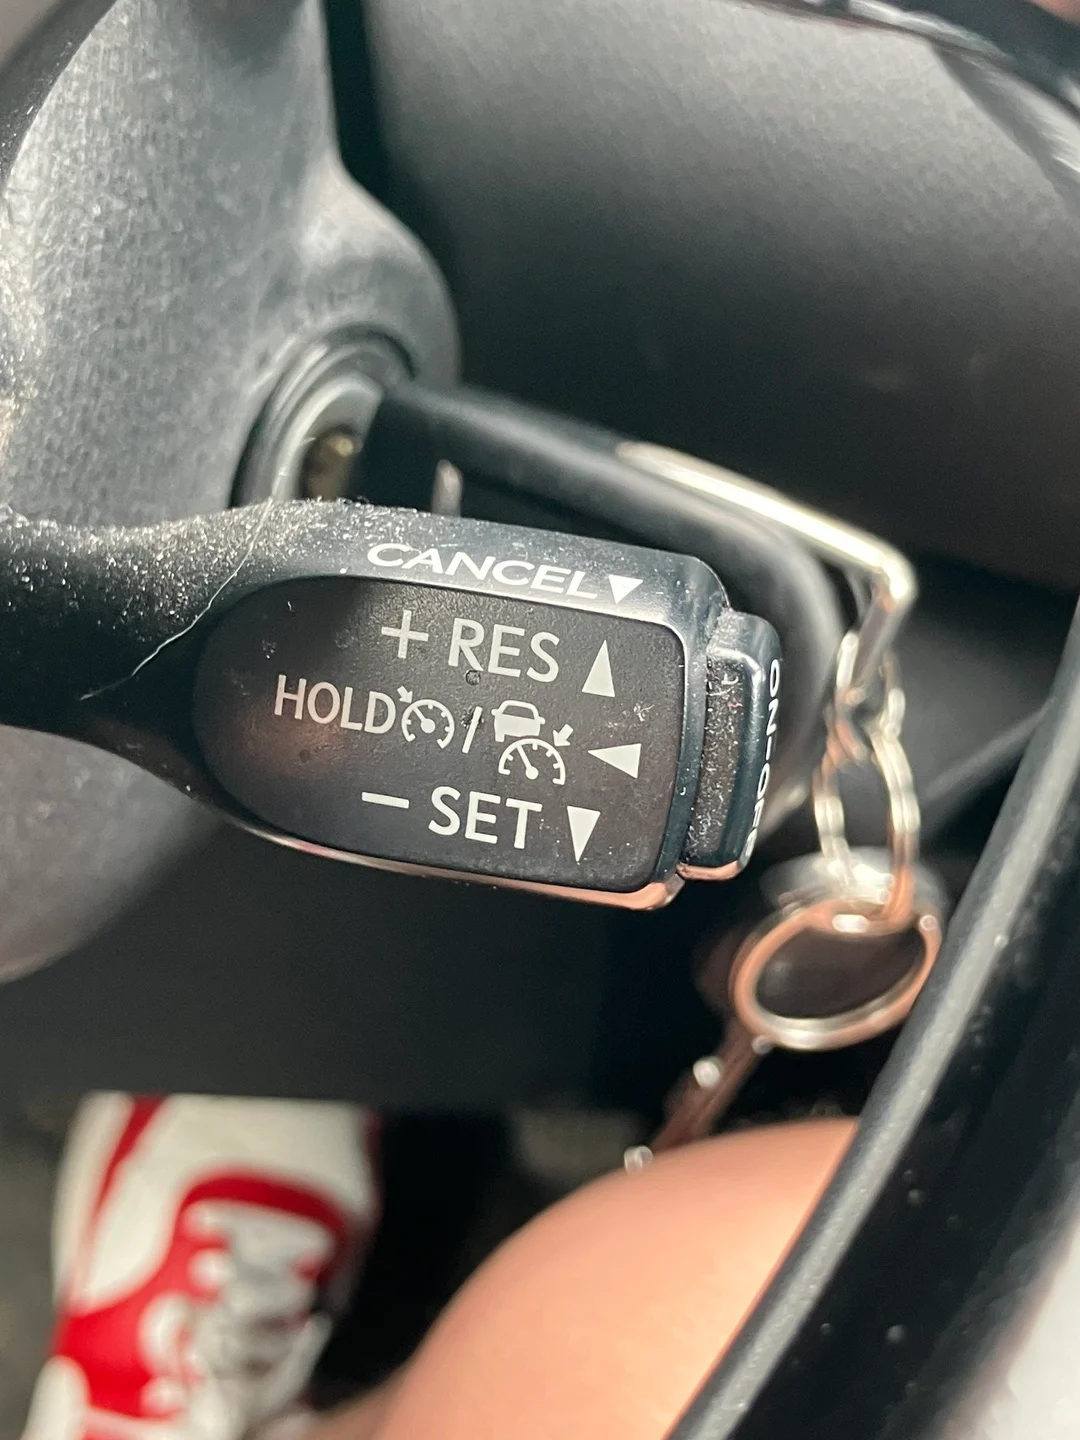 CANCEL
+ RES
HOLD /
- SET
ON-OFF